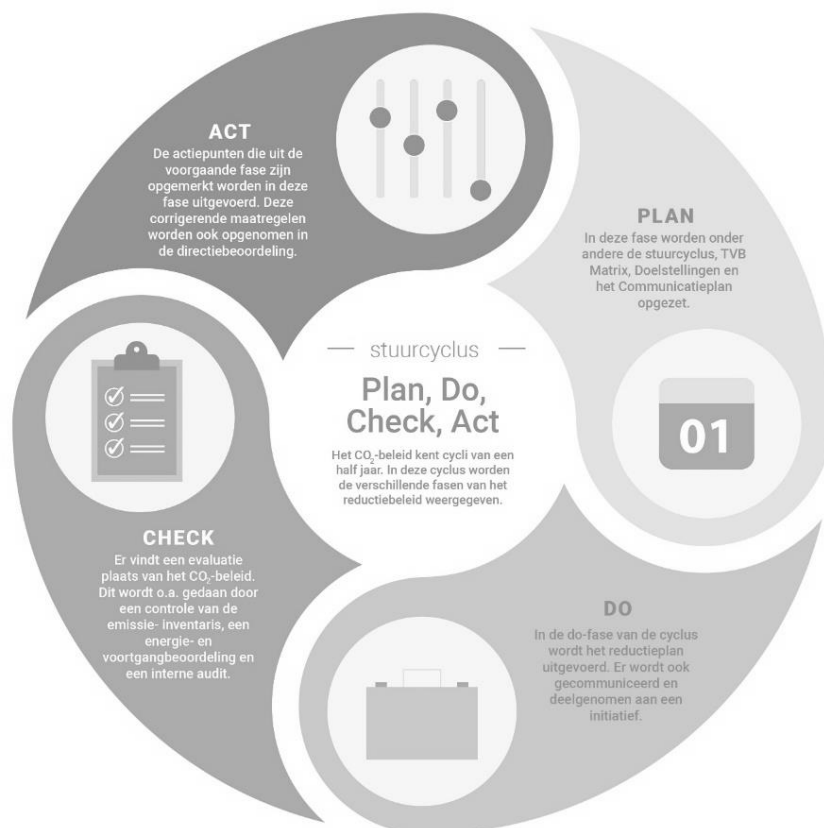 ACT
De actiepunten die uit de
voorgaande fase zijn
opgemerkt worden in deze
fase uitgevoerd. Deze
corrigerende maatregelen
worden ook opgenomen in
de directiebeoordeling.
PLAN
In deze fase worden onder
andere de stuurcyclus, TVB
Matrix, Doelstellingen en
het Communicatieplan
opgezet.
01
stuurcyclus
Plan, Do,
Check, Act
Het CO₂-beleid kent cycli van een
half jaar. In deze cyclus worden
de verschillende fasen van het
reductiebeleid weergegeven.
CHECK
Er vindt een evaluatie
plaats van het CO₂-beleid.
Dit wordt o.a. gedaan door
een controle van de
emissie- inventaris, een
energie- en
voortgangbeoordeling en
een interne audit.
DO
In de do-fase van de cyclus
wordt het reductieplan
uitgevoerd. Er wordt ook
gecommuniceerd en
deelgenomen aan een
initiatief.